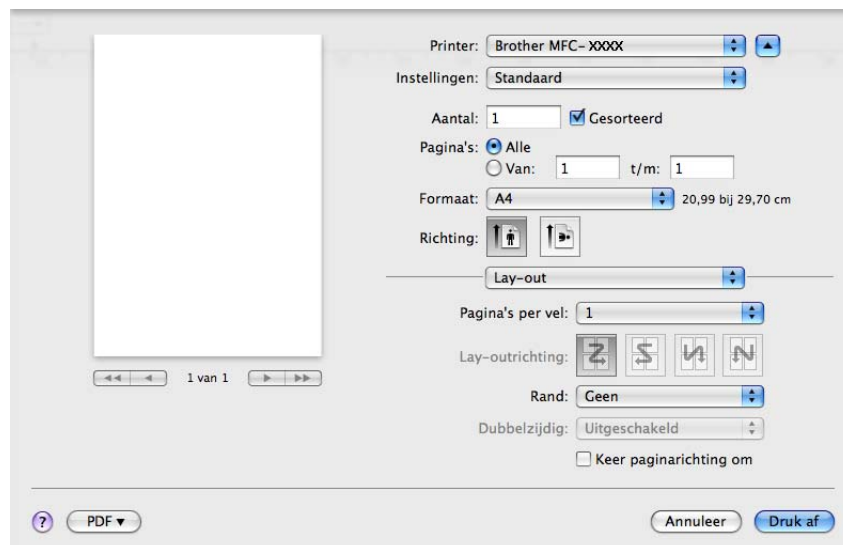 Printer: Brother MFC- XXXX
Instellingen: Standaard
Aantal: 1 Gesorteerd
Pagina's: Alle
Van: 1 t/m: 1
Formaat: A4 20,99 bij 29,70 cm
Richting:
Lay-out
Pagina's per vel: 1
Lay-outrichting:
Rand: Geen
Dubbelzijdig: Uitgeschakeld
Keer paginarichting om
1 van 1
? PDF Annuleer Druk af